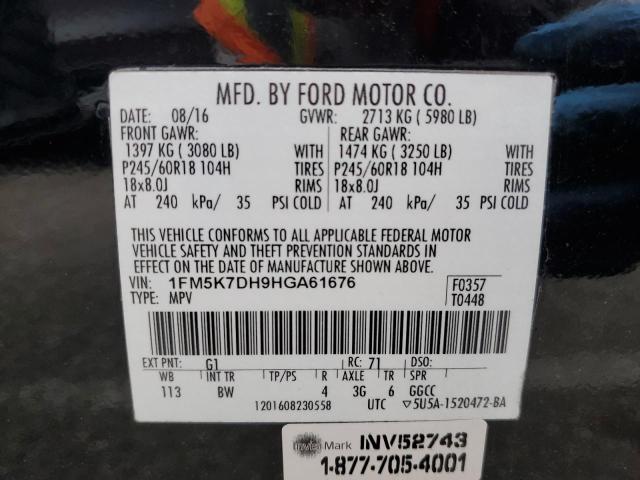 MFD. BY FORD MOTOR CO.
DATE: 08/16 GVWR: 2713 KG ( 5980 LB)
FRONT GAWR: REAR GAWR:
1397 KG ( 3080 LB) WITH 1474 KG ( 3250 LB) WITH
P245/60R18 104H TIRES P245/60R18 104H TIRES
18x8.0J RIMS 18x8.0J RIMS
AT 240 kPa/ 35 PSI COLD AT 240 kPa/ 35 PSI COLD
THIS VEHICLE CONFORMS TO ALL APPLICABLE FEDERAL MOTOR
VEHICLE SAFETY AND THEFT PREVENTION STANDARDS IN
EFFECT ON THE DATE OF MANUFACTURE SHOWN ABOVE.
VIN: 1FM5K7DH9HGA61676 F0357
TYPE: MPV T0448
EXT PNT: G1 RC: 71 DSO:
WB INT TR TP/PS R AXLE TR SPR
113 BW 4 3G 6 GGCC
1201608230558 UTC ▽5U5A-1520472-BA
Mark INV52743
1-877-705-4001